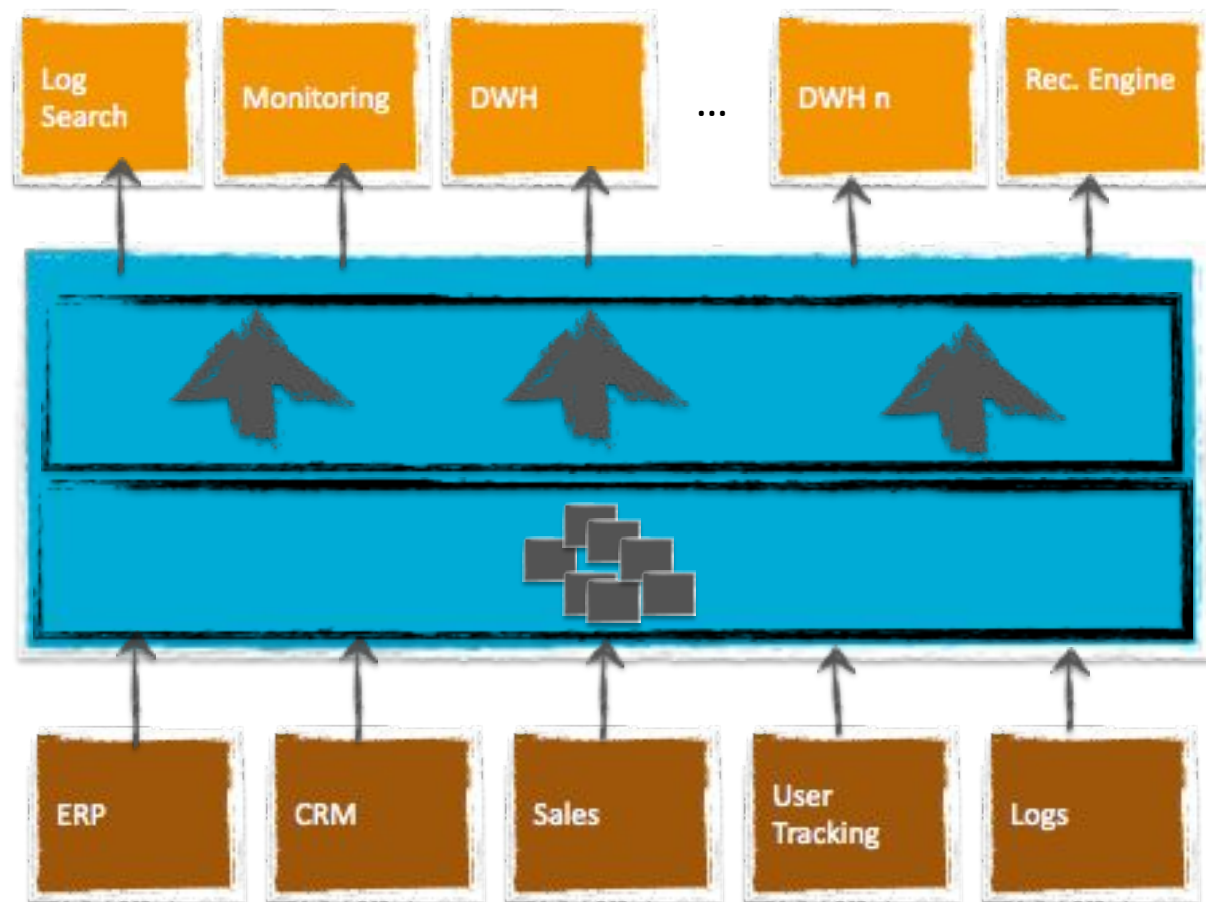 Log
Search
Monitoring
DWH
...
DWH n
Rec. Engine
ERP
CRM
Sales
User
Tracking
Logs